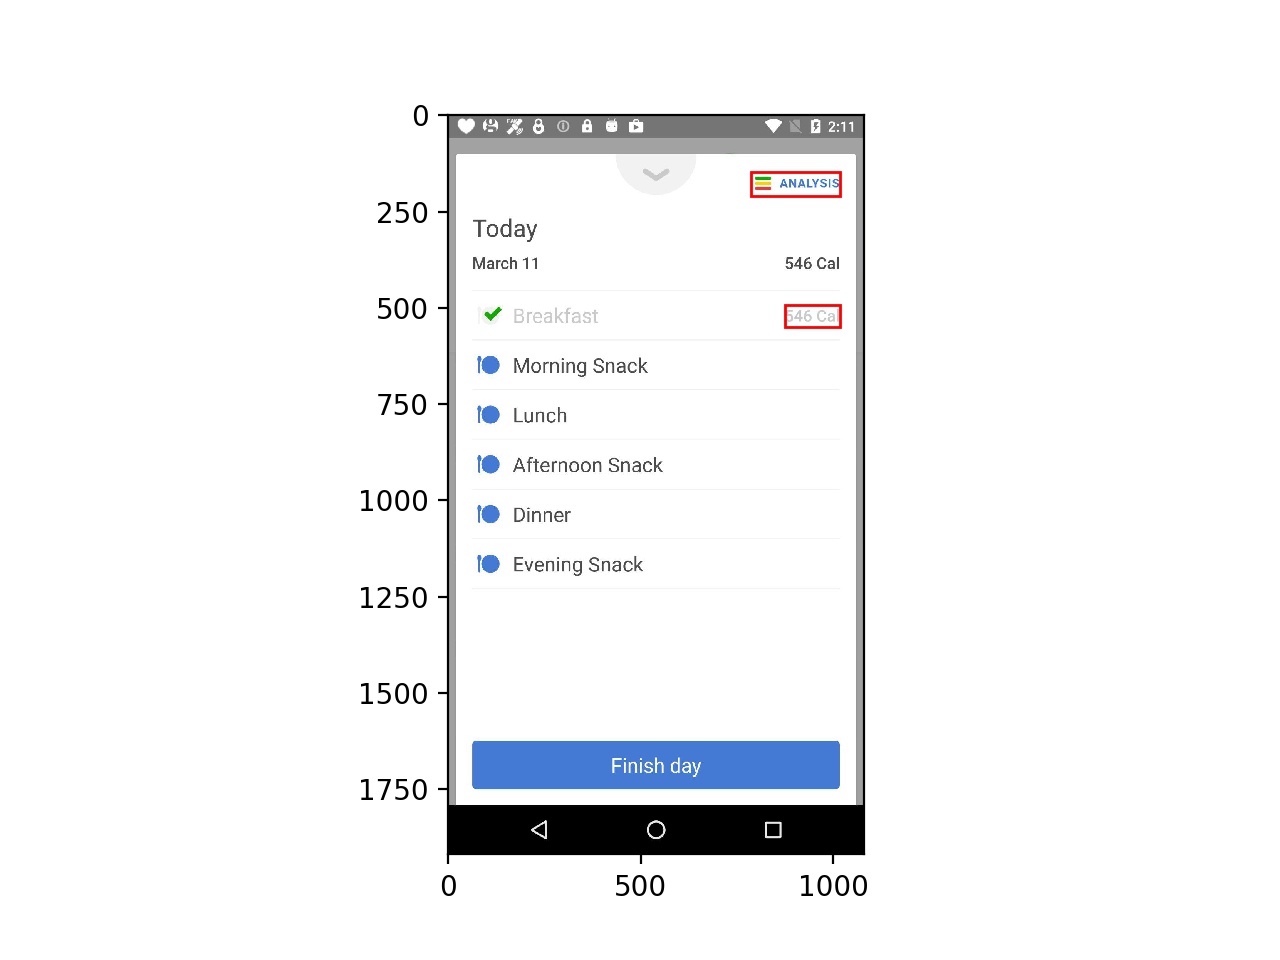 0
250
500
750
1000
1250
1500
1750
2:11
ANALYSIS
Today
March 11 546 Cal
Breakfast 546 Cal
Morning Snack
Lunch
Afternoon Snack
Dinner
Evening Snack
Finish day
0 500 1000